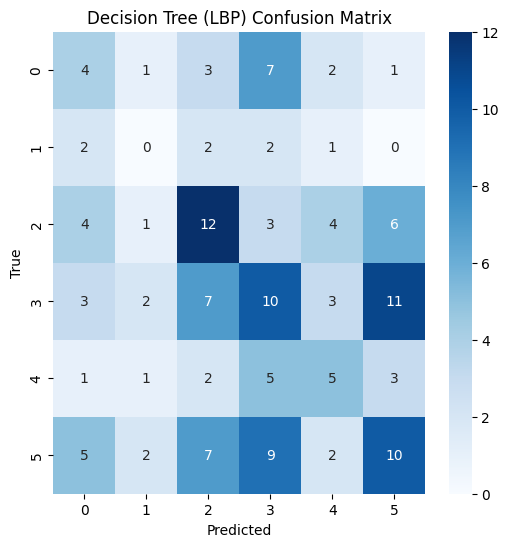 Decision Tree (LBP) Confusion Matrix
0 4 1 3 7 2 1
1 2 0 2 2 1 0
2 4 1 12 3 4 6
3 3 2 7 10 3 11
4 1 1 2 5 5 3
5 5 2 7 9 2 10
0 1 2 3 4 5
Predicted
True
12
10
8
6
4
2
0